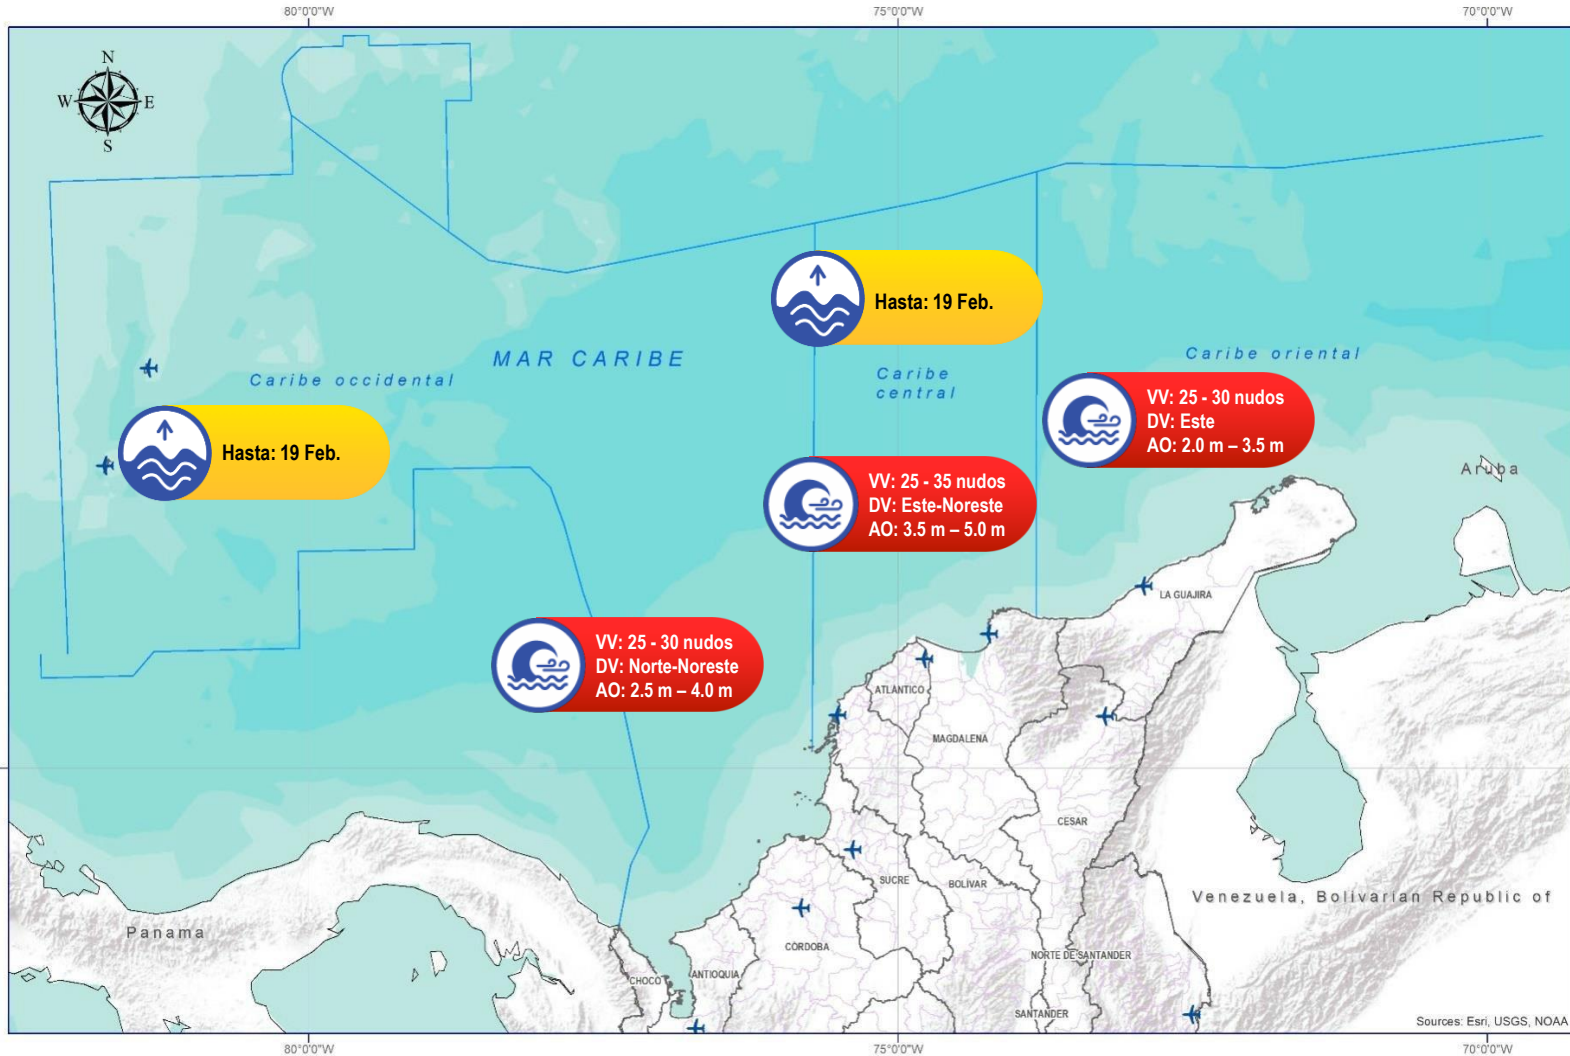 80°0'0"W
75°0'0"W
70°0'0"W
N
W
E
S
Hasta: 19 Feb.
MAR CARIBE
Caribe occidental
Caribe
central
Caribe oriental
VV: 25 - 30 nudos
DV: Este
AO: 2.0 m – 3.5 m
Hasta: 19 Feb.
VV: 25 - 35 nudos
DV: Este-Noreste
AO: 3.5 m – 5.0 m
Aruba
LA GUAJIRA
VV: 25 - 30 nudos
DV: Norte-Noreste
AO: 2.5 m – 4.0 m
ATLÁNTICO
MAGDALENA
CESAR
SUCRE
BOLÍVAR
Venezuela, Bolivarian Republic of
Panama
CÓRDOBA
NORTE DE SANTANDER
CHOCÓ
ANTIOQUIA
SANTANDER
Sources: Esri, USGS, NOAA
80°0'0"W
75°0'0"W
70°0'0"W